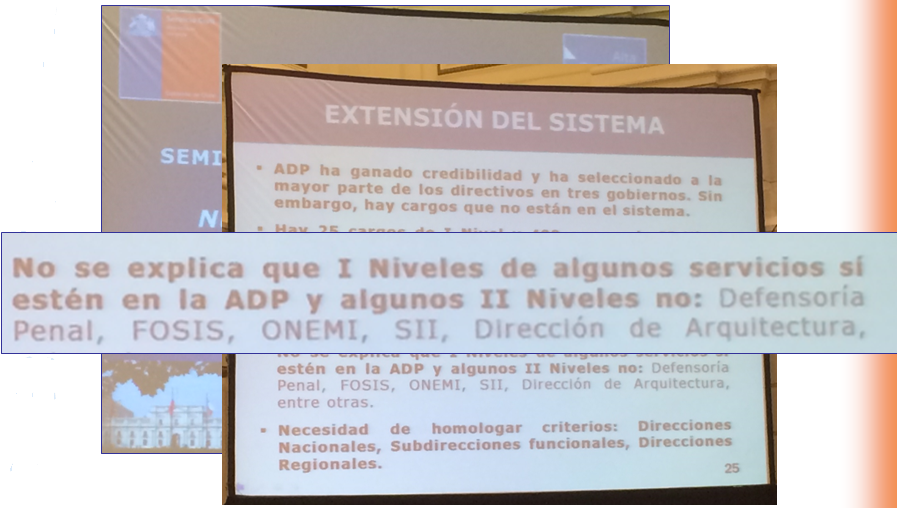 SEMI
N
EXTENSIÓN DEL SISTEMA
• ADP ha ganado credibilidad y ha seleccionado a la
mayor parte de los directivos en tres gobiernos. Sin
embargo, hay cargos que no están en el sistema.
• Hay 25 cargos de I Nivel y
No se explica que I Niveles de algunos servicios sí
estén en la ADP y algunos II Niveles no: Defensoría
Penal, FOSIS, ONEMI, SII, Dirección de Arquitectura,
No se explica que I Niveles de algunos servicios sí
estén en la ADP y algunos II Niveles no: Defensoría
Penal, FOSIS, ONEMI, SII, Dirección de Arquitectura,
entre otras.
• Necesidad de homologar criterios: Direcciones
Nacionales, Subdirecciones funcionales, Direcciones
Regionales.
25